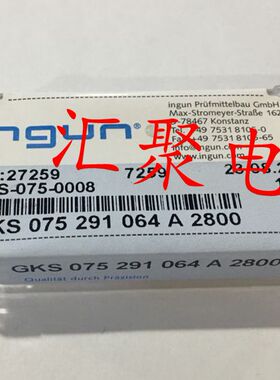 ingun
ingun Prüfmittelbau GmbH
Max-Stromeyer-Straße 162
D-78467 Konstanz
Tel +49 7531 8105-0
Fax +49 7531 8105-65
info@ingun.com
www.ingun.com
汇聚电
:27259
7259
S-075-0008
GKS 075 291 064 A 2800
GKS 075 291 064 A 2800
Qualität durch Präzision